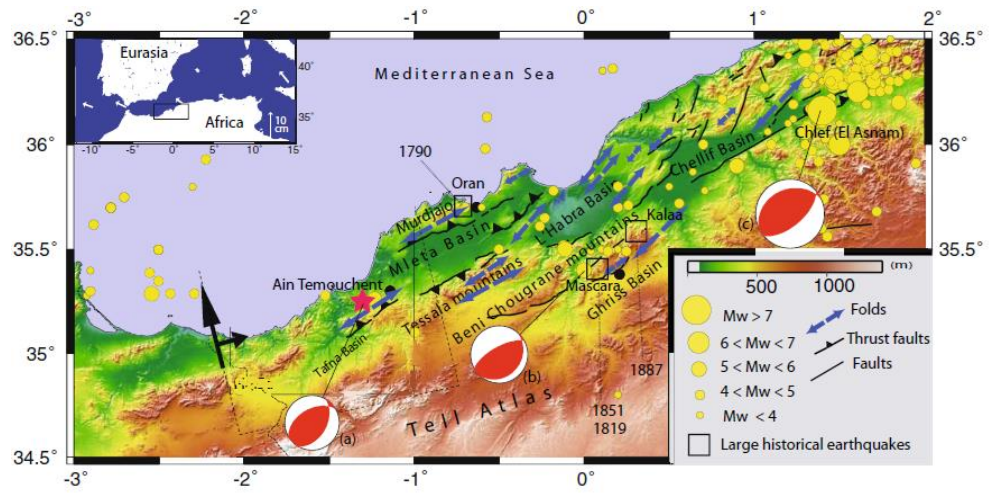 -3° -2° -1° 0° 1° 2°
36.5° 36.5°
Eurasia
Africa
40°
35°
10
cm
-10° -5° 0° 5° 10° 15°
Mediterranean Sea
1790
Oran
Murdjajo
Mleta Basin
L'Habra Basin
Chellif Basin
Chlef (El Asnam)
36° 36°
(c)
Kalaa
35.5° 35.5°
Ain Temouchent
Tessala mountains
Beni Chougrane mountains
Mascara
Ghriss Basin
Tafna Basin
35°
(b)
1887
1851
1819
Tell Atlas
(a)
34.5°
-3° -2° -1° 0° 1° 2°
500 1000 (m)
Mw > 7
6 < Mw < 7
5 < Mw < 6
4 < Mw < 5
Mw < 4
Folds
Thrust faults
Faults
Large historical earthquakes